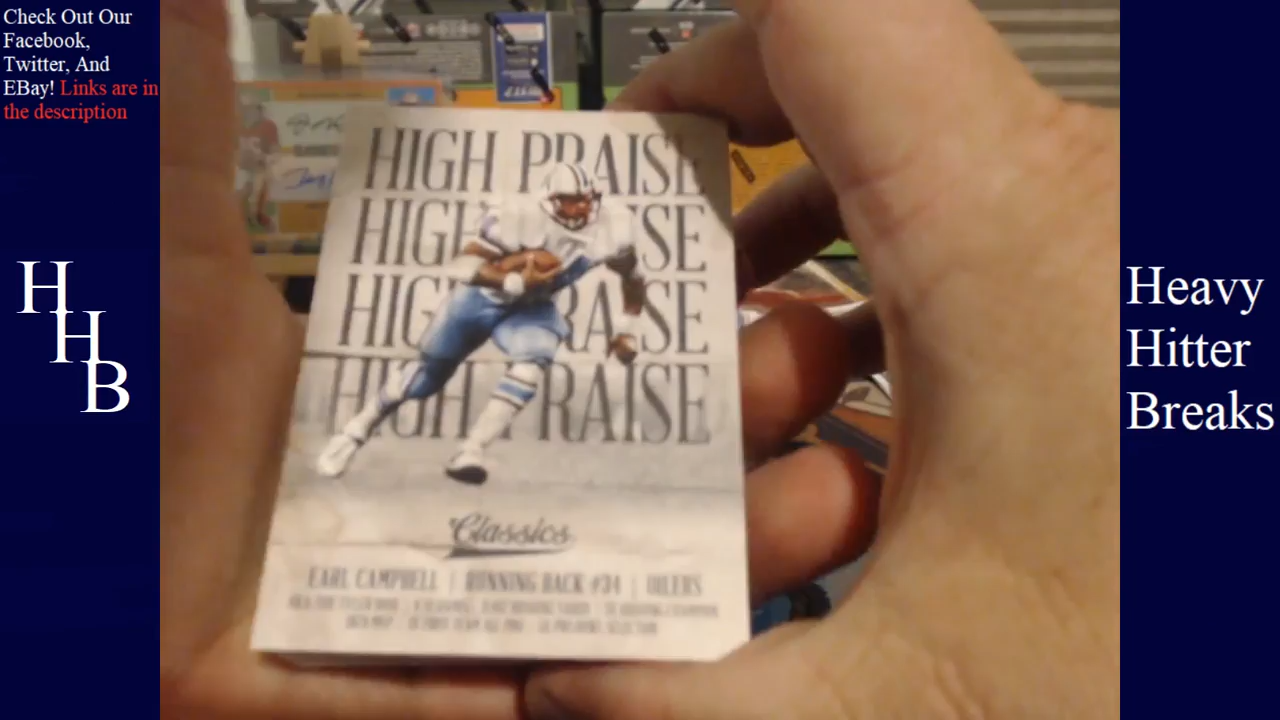 Check Out Our
Facebook,
Twitter, And
EBay! Links are in
the description
H
H
B
Heavy
Hitter
Breaks
HIGH PRAISE
HIGH PRAISE
HIGH PRAISE
HIGH PRAISE
Classics
EARL CAMPBELL | RUNNING BACK #34 | OILERS